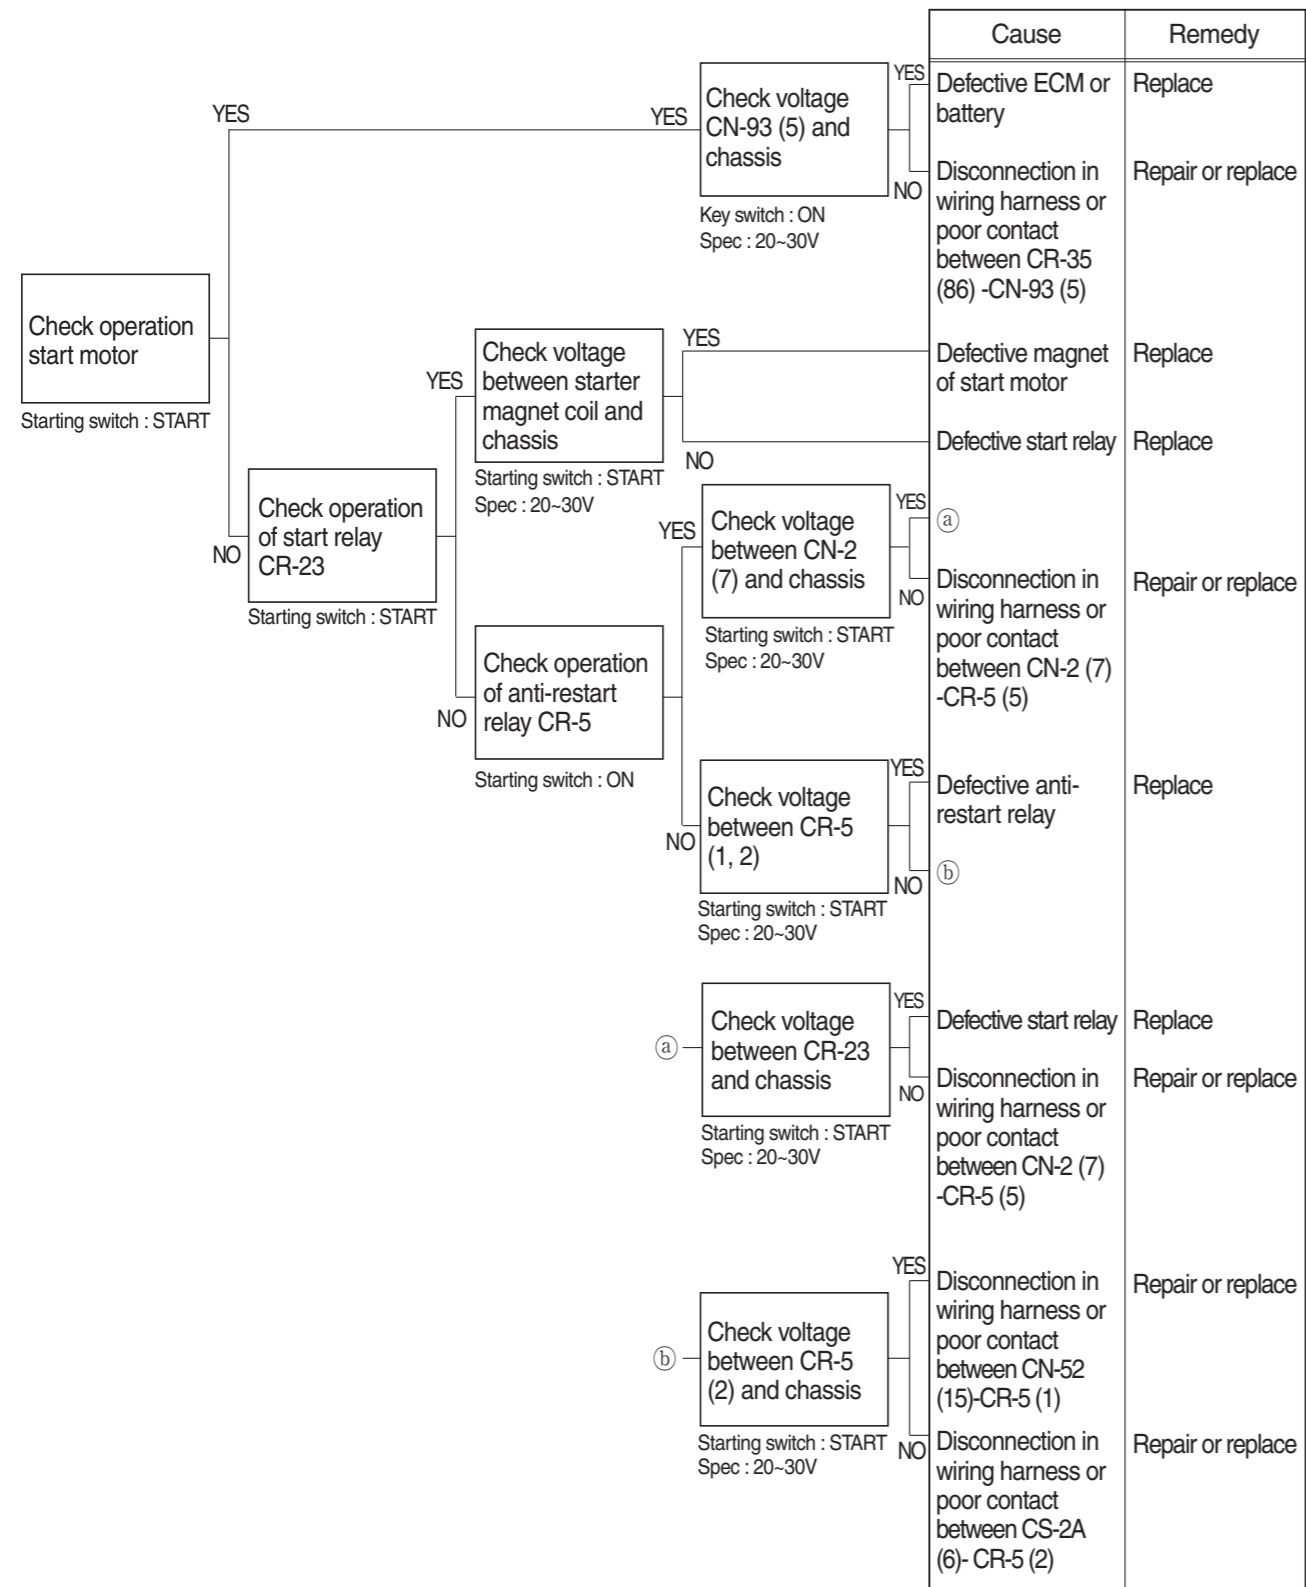 Cause
Remedy
YES
YES
Check voltage
CN-93 (5) and
chassis
Key switch : ON
Spec : 20~30V
YES
Defective ECM or
battery
Replace
NO
Disconnection in
wiring harness or
poor contact
between CR-35
(86) -CN-93 (5)
Repair or replace
Check operation
start motor
Starting switch : START
YES
Check voltage
between starter
magnet coil and
chassis
Starting switch : START
Spec : 20~30V
YES
Defective magnet
of start motor
Replace
NO
Defective start relay
Replace
NO
Check operation
of start relay
CR-23
Starting switch : START
YES
Check voltage
between CN-2
(7) and chassis
Starting switch : START
Spec : 20~30V
YES
ⓐ
NO
Disconnection in
wiring harness or
poor contact
between CN-2 (7)
-CR-5 (5)
Repair or replace
NO
Check operation
of anti-restart
relay CR-5
Starting switch : ON
NO
Check voltage
between CR-5
(1, 2)
Starting switch : START
Spec : 20~30V
YES
Defective anti-
restart relay
Replace
NO
ⓑ
ⓐ
Check voltage
between CR-23
and chassis
Starting switch : START
Spec : 20~30V
YES
Defective start relay
Replace
NO
Disconnection in
wiring harness or
poor contact
between CN-2 (7)
-CR-5 (5)
Repair or replace
ⓑ
Check voltage
between CR-5
(2) and chassis
Starting switch : START
Spec : 20~30V
YES
Disconnection in
wiring harness or
poor contact
between CN-52
(15)-CR-5 (1)
Repair or replace
NO
Disconnection in
wiring harness or
poor contact
between CS-2A
(6)- CR-5 (2)
Repair or replace